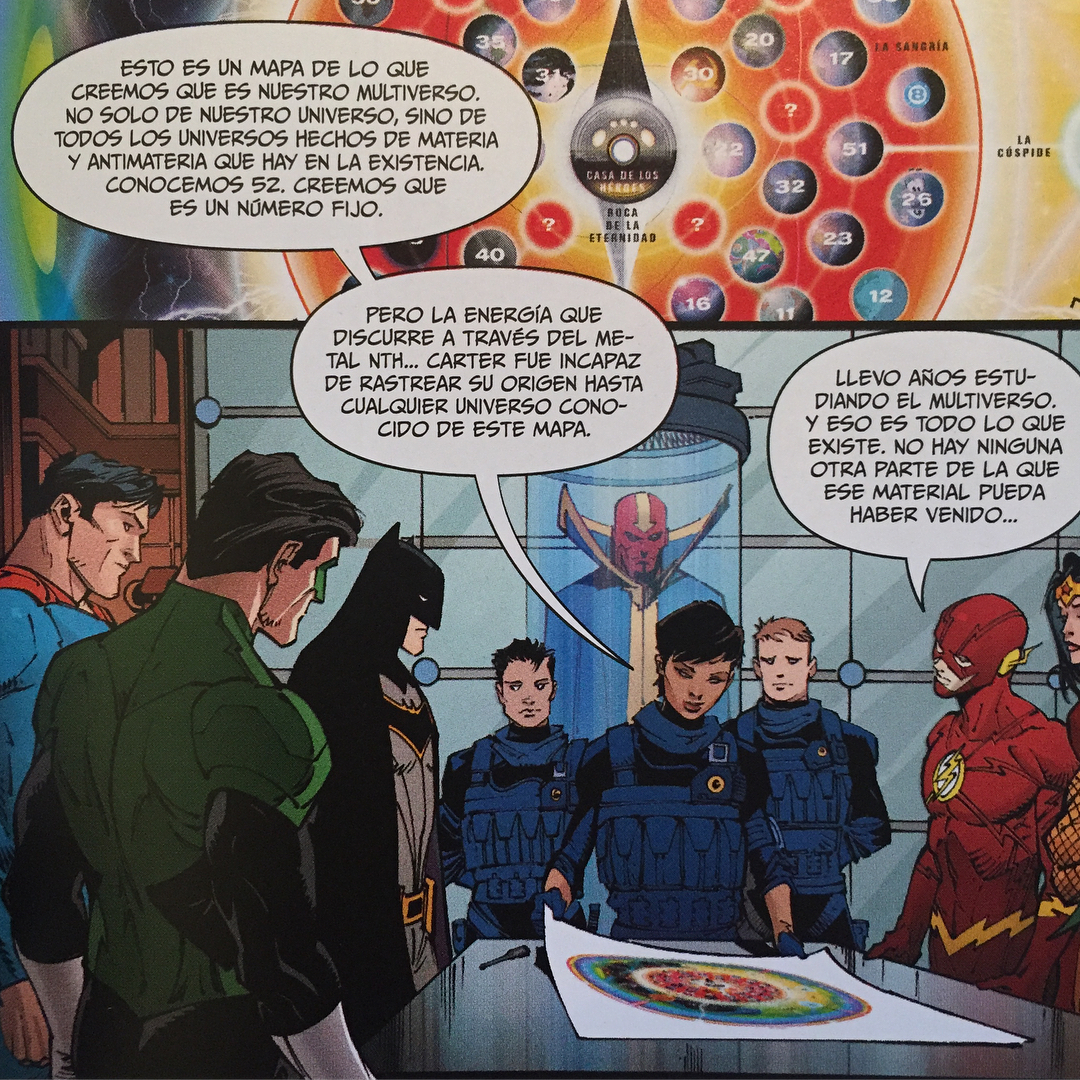 ESTO ES UN MAPA DE LO QUE
CREEMOS QUE ES NUESTRO MULTIVERSO.
NO SOLO DE NUESTRO UNIVERSO, SINO DE
TODOS LOS UNIVERSOS HECHOS DE MATERIA
Y ANTIMATERIA QUE HAY EN LA EXISTENCIA.
CONOCEMOS 52. CREEMOS QUE
ES UN NÚMERO FIJO.
35
31
30
20
17
LA SANGRÍA
8
?
22
51
LA
CÚSPIDE
CASA DE LOS
HÉROES
32
26
?
ROCA
DE LA
ETERNIDAD
?
23
40
47
16
11
12
PERO LA ENERGÍA QUE
DISCURRE A TRAVÉS DEL ME-
TAL NTH... CARTER FUE INCAPAZ
DE RASTREAR SU ORIGEN HASTA
CUALQUIER UNIVERSO CONO-
CIDO DE ESTE MAPA.
LLEVO AÑOS ESTU-
DIANDO EL MULTIVERSO.
Y ESO ES TODO LO QUE
EXISTE. NO HAY NINGUNA
OTRA PARTE DE LA QUE
ESE MATERIAL PUEDA
HABER VENIDO...